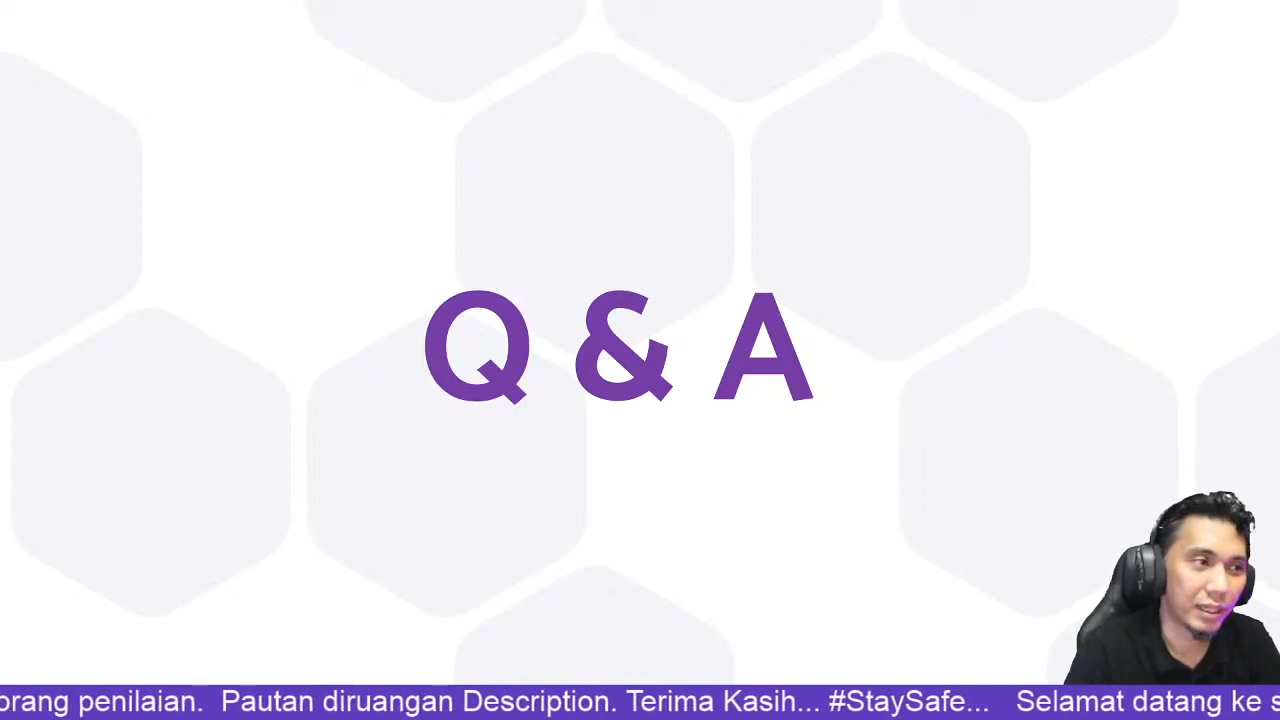 Q & A
orang penilaian. Pautan diruangan Description. Terima Kasih... #StaySafe... Selamat datang ke s